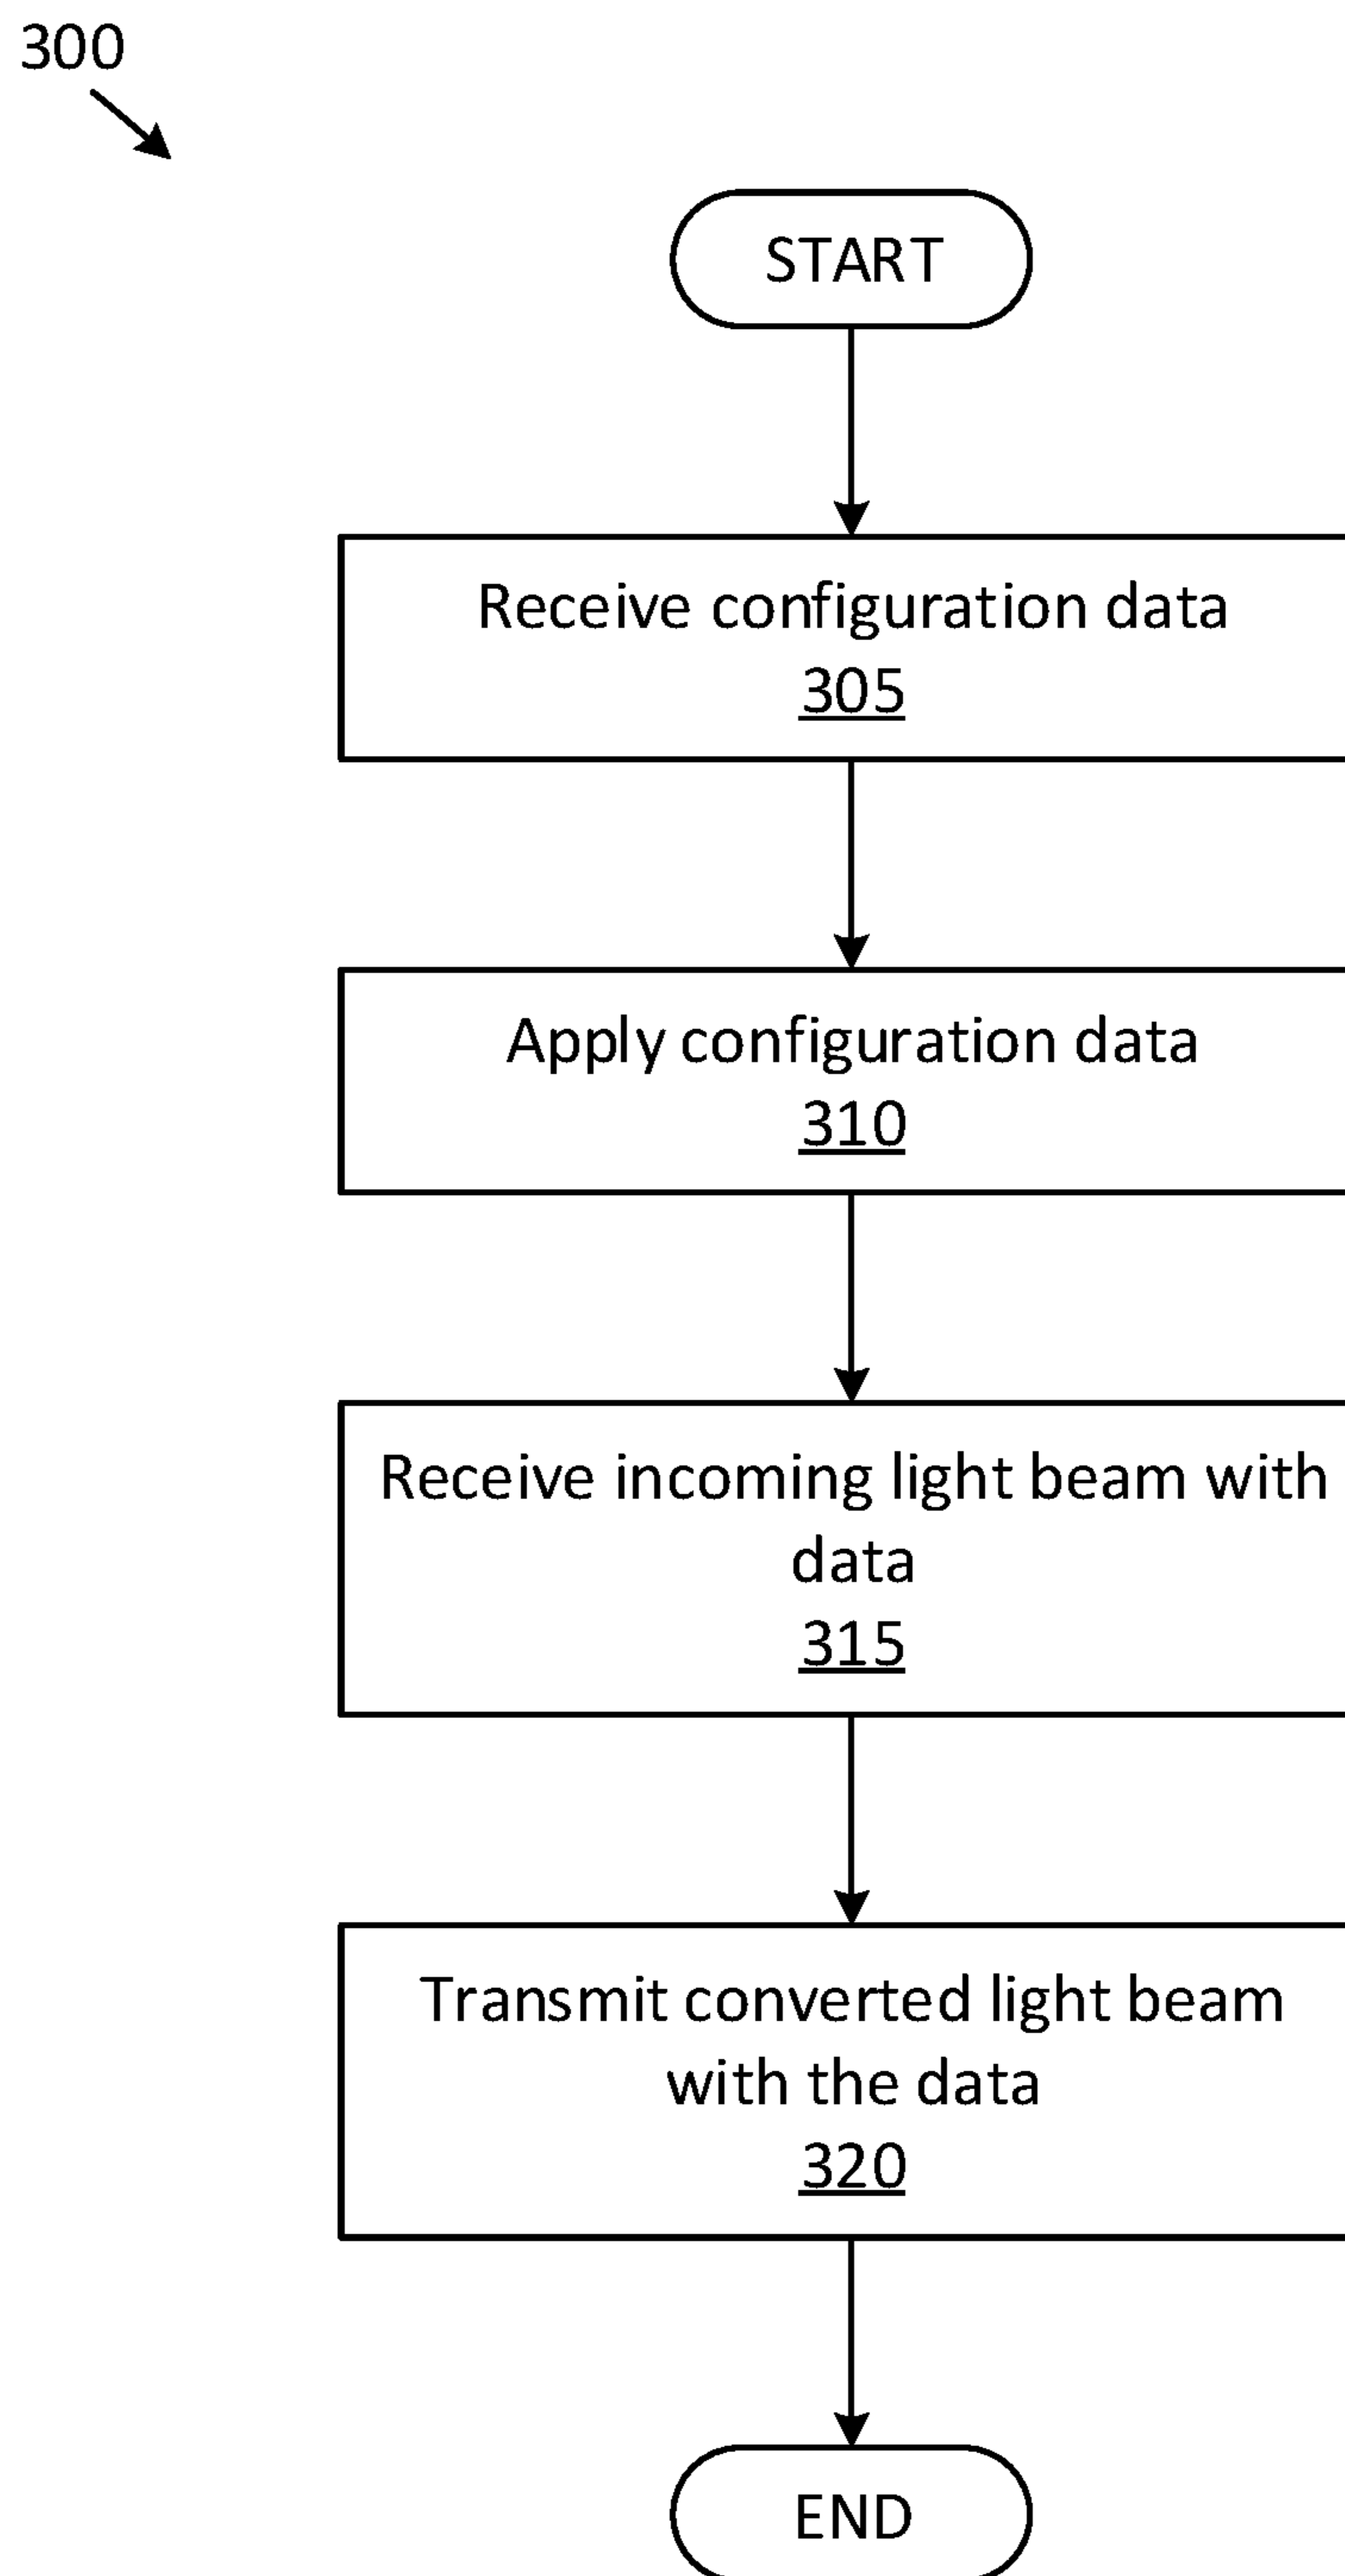 300
START
Receive configuration data
305
Apply configuration data
310
Receive incoming light beam with
data
315
Transmit converted light beam
with the data
320
END